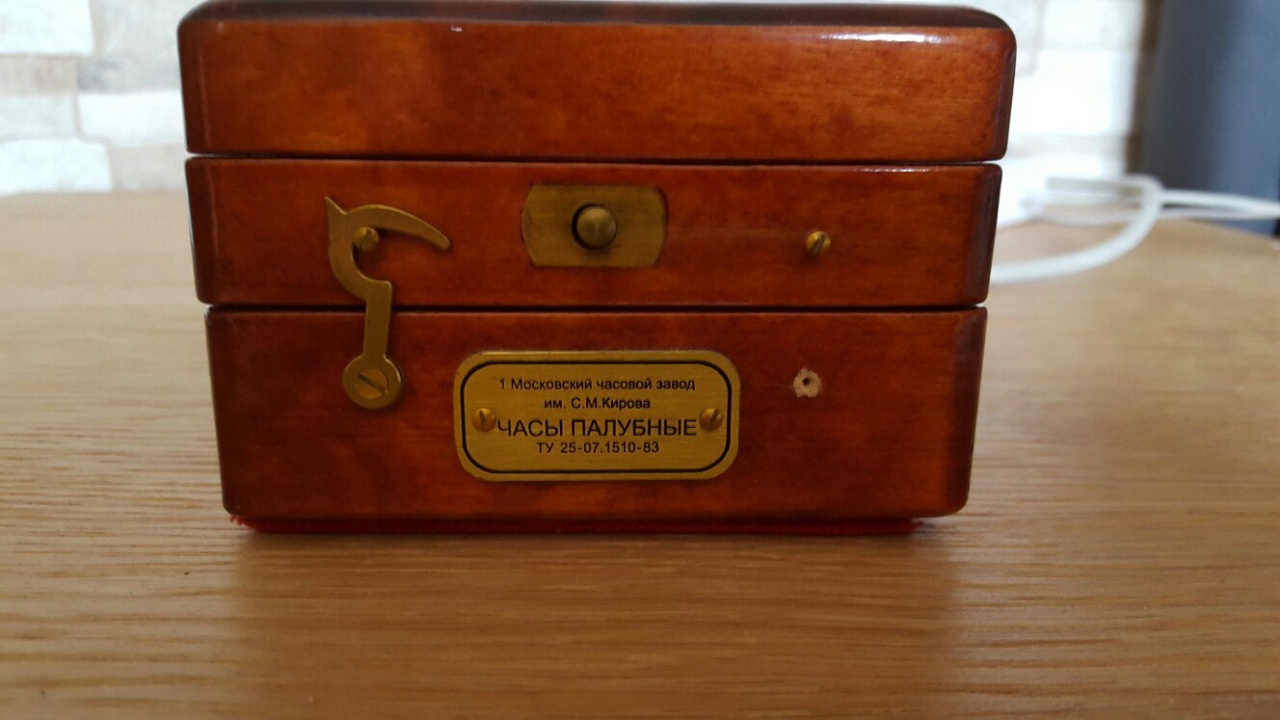 1 Московский часовой завод
им. С.М.Кирова
ЧАСЫ ПАЛУБНЫЕ
ТУ 25-07.1510-83